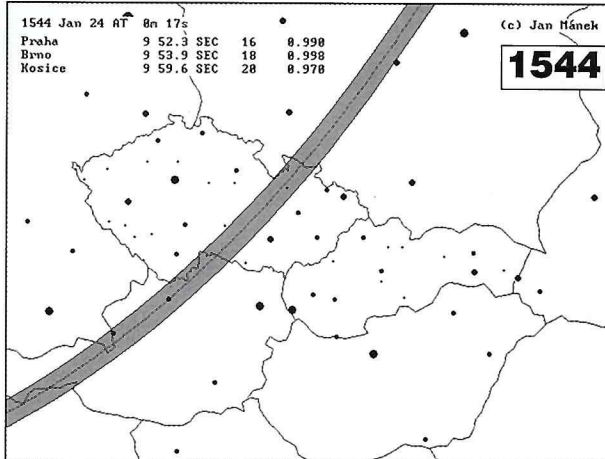 1544 Jan 24 AT 0m 17s
(c) Jan Mánek
Praha 9 52.3 SEC 16 0.990
Brno 9 53.9 SEC 18 0.998
Kosice 9 59.6 SEC 20 0.970
1544